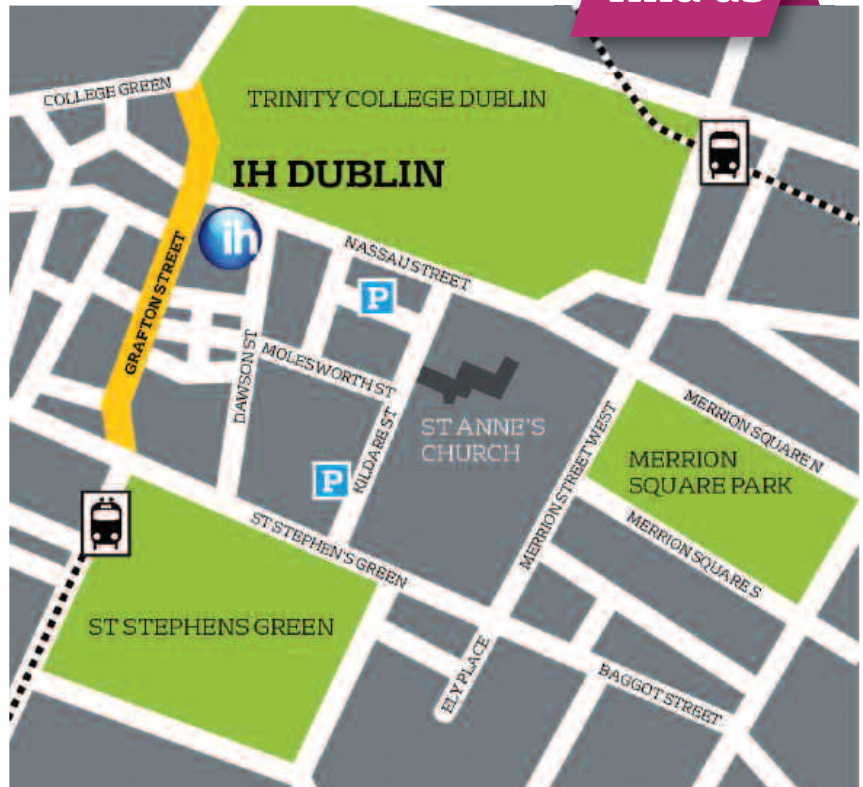 COLLEGE GREEN
TRINITY COLLEGE DUBLIN
IH DUBLIN
ih
NASSAU STREET
P
GRAFTON STREET
DAWSON ST
MOLESWORTH ST
KILDARE ST
P
ST ANNE'S
CHURCH
MERRION STREET WEST
MERRION SQUARE N
MERRION
SQUARE PARK
MERRION SQUARE S
ST STEPHEN'S GREEN
ST STEPHENS GREEN
ELY PLACE
BAGGOT STREET